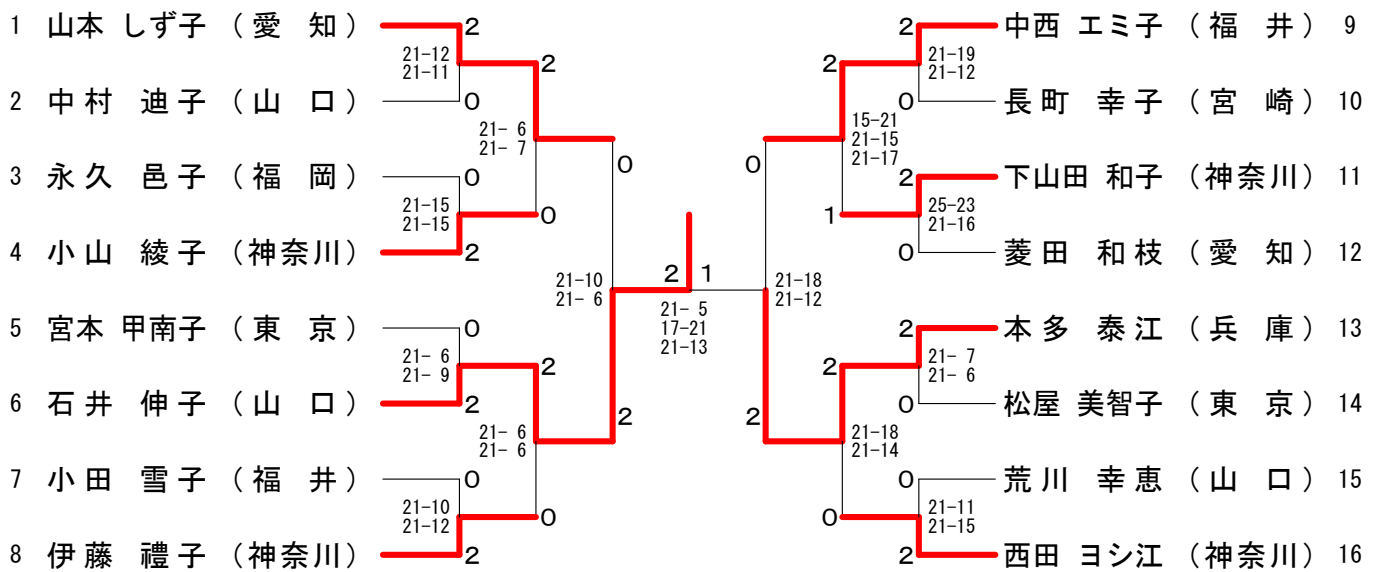 1 山本 しず子 （愛　知） 2
21-12
21-11
2
2 中村 迪子 （山　口） 0
21- 6
21- 7
0
3 永久 邑子 （福　岡） 0
21-15
21-15
0
4 小山 綾子 （神奈川） 2
21-10
21- 6
5 宮本 甲南子 （東　京） 0
21- 6
21- 9
2
6 石井 伸子 （山　口） 2
21- 6
21- 6
2
7 小田 雪子 （福　井） 0
21-10
21-12
0
8 伊藤 禮子 （神奈川） 2
2 1
21- 5
17-21
21-13
2 中西 エミ子 （福　井） 9
2
21-19
21-12
0 長町 幸子 （宮　崎） 10
0
15-21
21-15
21-17
2 下山田 和子 （神奈川） 11
1
25-23
21-16
0 菱田 和枝 （愛　知） 12
21-18
21-12
2 本多 泰江 （兵　庫） 13
2
21- 7
21- 6
0 松屋 美智子 （東　京） 14
2
21-18
21-14
0 荒川 幸恵 （山　口） 15
0
21-11
21-15
2 西田 ヨシ江 （神奈川） 16